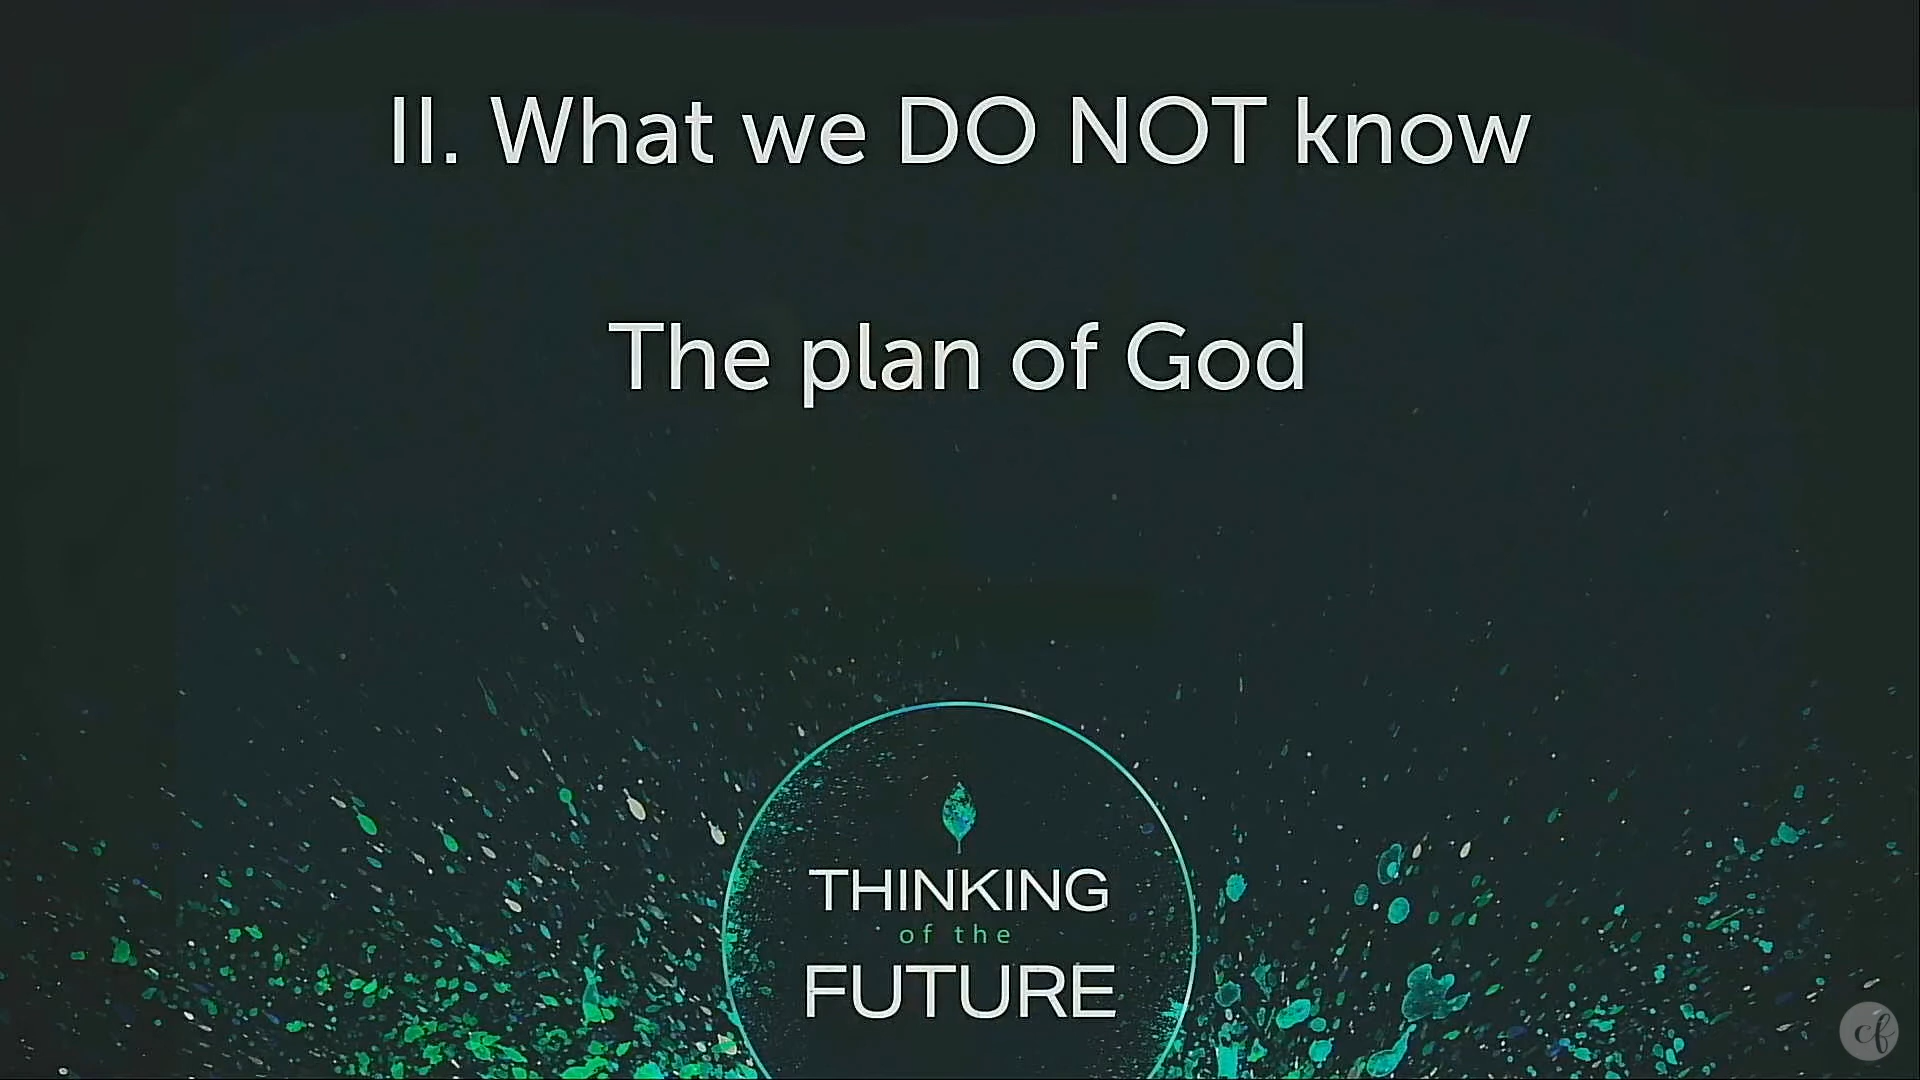 II. What we DO NOT know
The plan of God
THINKING
of the
FUTURE
cf